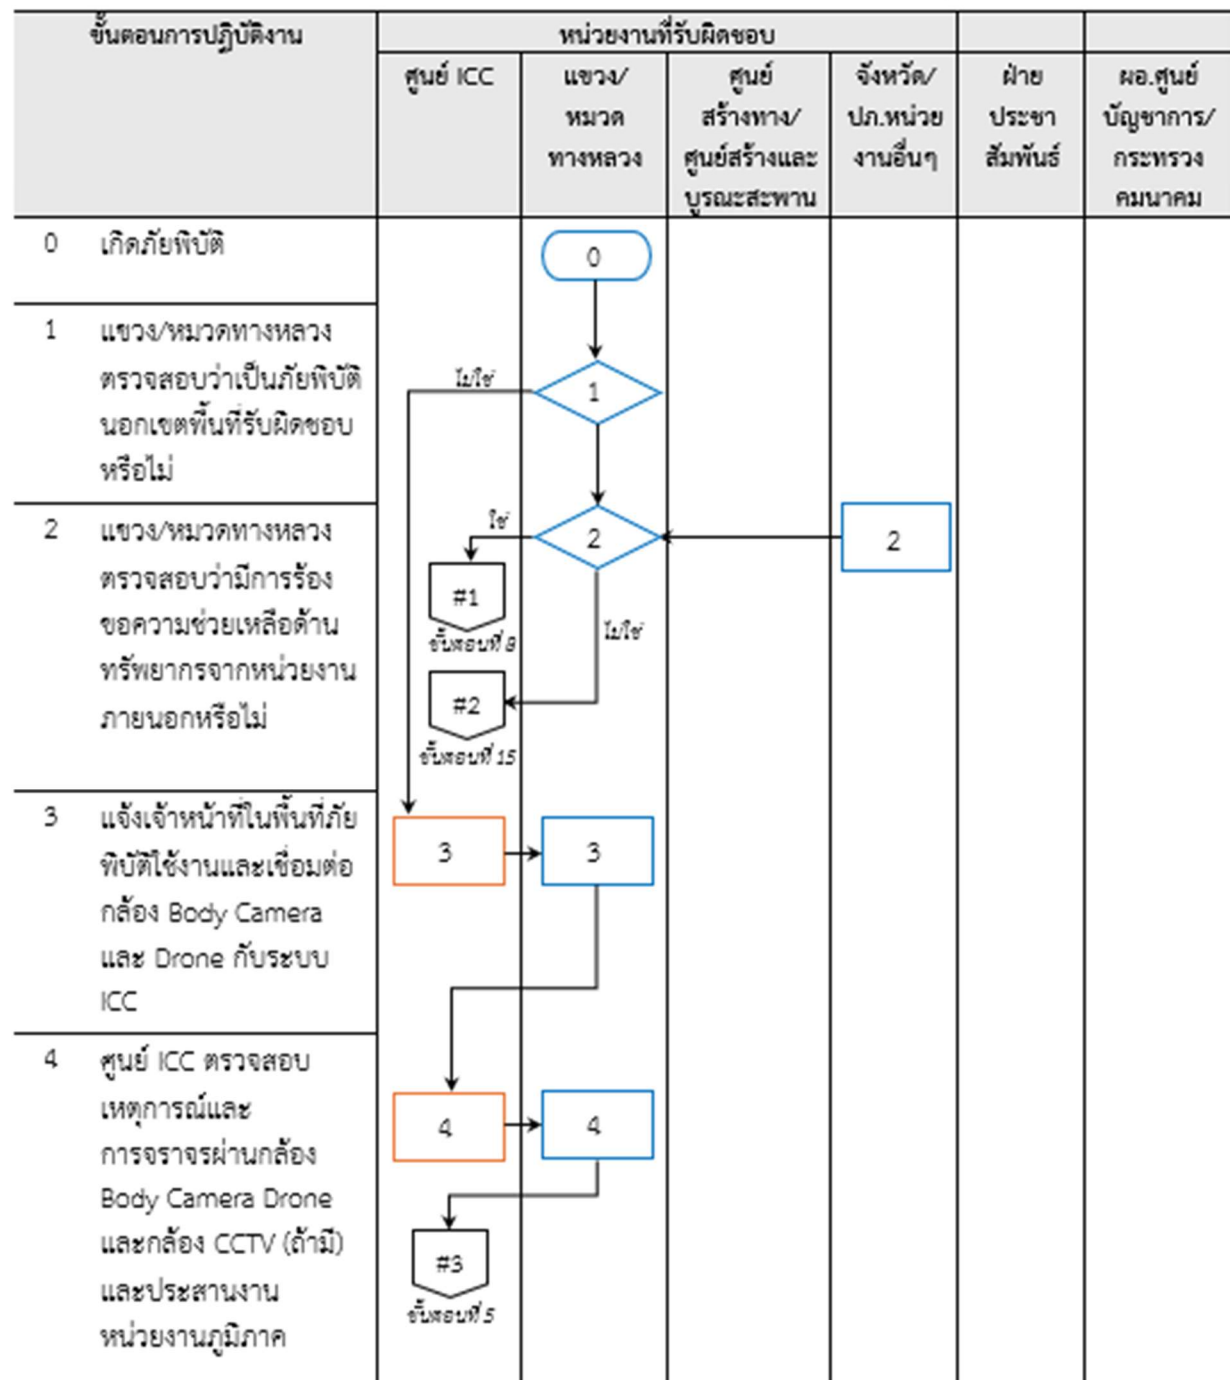 ขั้นตอนการปฏิบัติงาน
หน่วยงานที่รับผิดชอบ
ศูนย์ ICC
แขวง/
หมวด
ทางหลวง
ศูนย์
สร้างทาง/
ศูนย์สร้างและ
บูรณะสะพาน
จังหวัด/
ปภ.หน่วย
งานอื่นๆ
ฝ่าย
ประชา
สัมพันธ์
ผอ.ศูนย์
บัญชาการ/
กระทรวง
คมนาคม
0 เกิดภัยพิบัติ
0
1 แขวง/หมวดทางหลวง
ตรวจสอบว่าเป็นภัยพิบัติ
นอกเขตพื้นที่รับผิดชอบ
หรือไม่
ไม่ใช่
1
2 แขวง/หมวดทางหลวง
ตรวจสอบว่ามีการร้อง
ขอความช่วยเหลือด้าน
ทรัพยากรจากหน่วยงาน
ภายนอกหรือไม่
ใช่
2
2
#1
ขั้นตอนที่ 8
ไม่ใช่
#2
ขั้นตอนที่ 15
3 แจ้งเจ้าหน้าที่ในพื้นที่ภัย
พิบัติใช้งานและเชื่อมต่อ
กล้อง Body Camera
และ Drone กับระบบ
ICC
3
3
4 ศูนย์ ICC ตรวจสอบ
เหตุการณ์และ
การจราจรผ่านกล้อง
Body Camera Drone
และกล้อง CCTV (ถ้ามี)
และประสานงาน
หน่วยงานภูมิภาค
4
4
#3
ขั้นตอนที่ 5